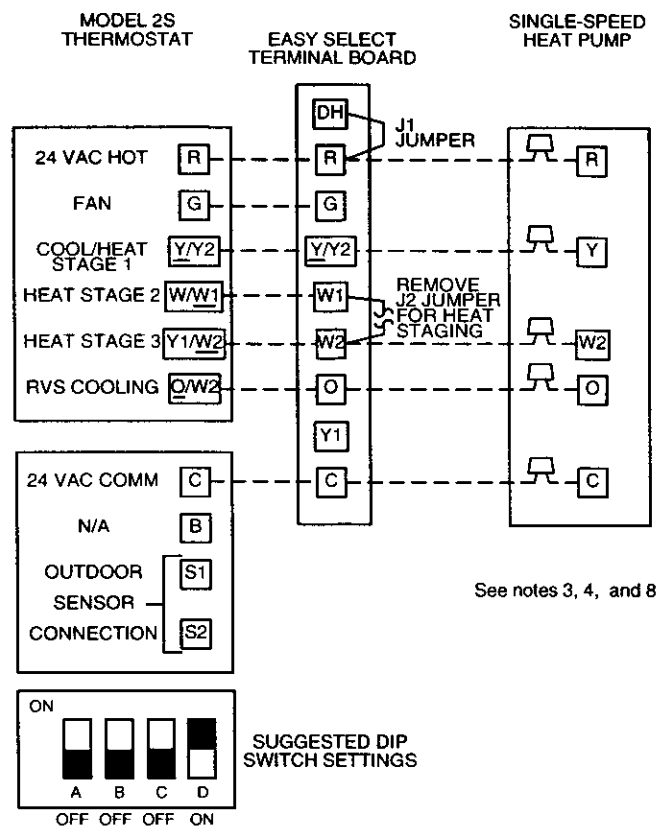 MODEL 2S
THERMOSTAT
EASY SELECT
TERMINAL BOARD
SINGLE-SPEED
HEAT PUMP
DH
J1
JUMPER
24 VAC HOT R R R
FAN G G
COOL/HEAT
STAGE 1 Y/Y2 Y/Y2 Y
HEAT STAGE 2 W/W1 W1
REMOVE
J2 JUMPER
FOR HEAT
STAGING
HEAT STAGE 3 Y1/W2 W2 W2
RVS COOLING O/W2 O O
Y1
24 VAC COMM C C C
N/A B
OUTDOOR S1
SENSOR
CONNECTION S2
See notes 3, 4, and 8
ON
A B C D
OFF OFF OFF ON
SUGGESTED DIP
SWITCH SETTINGS